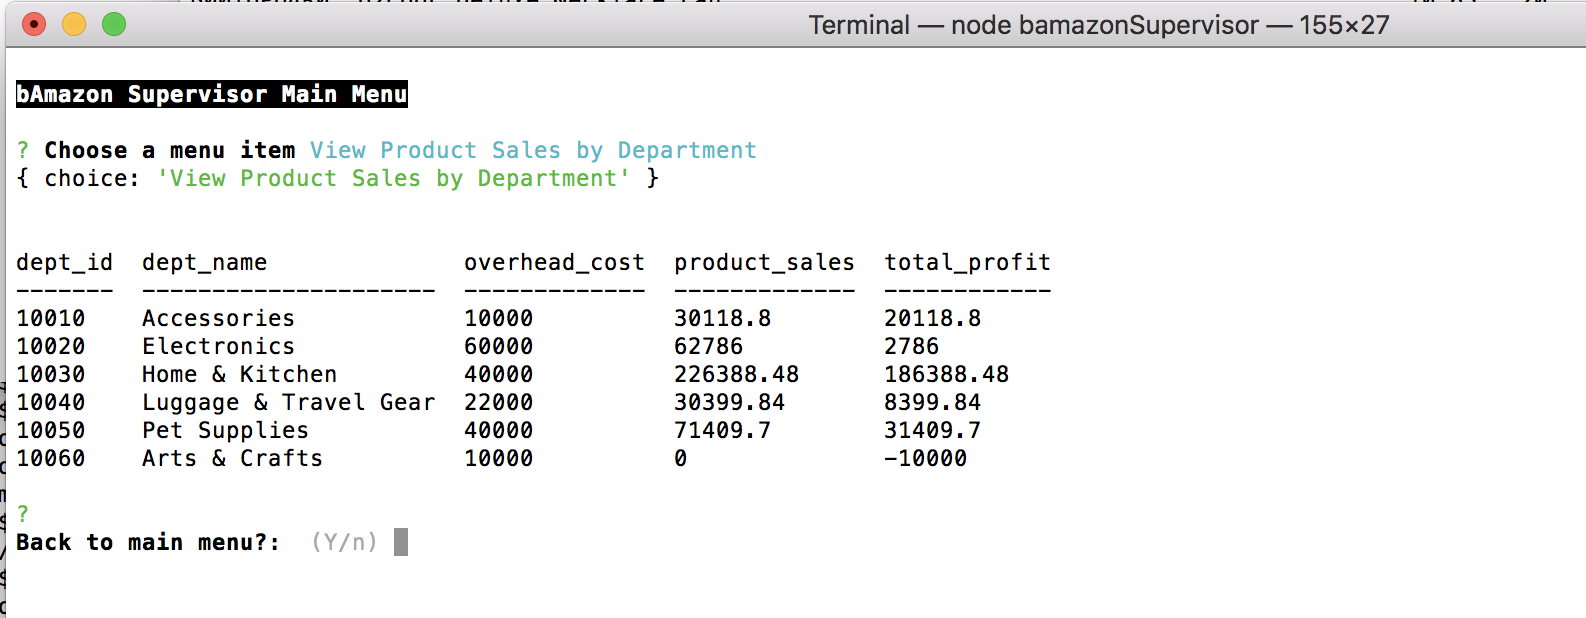 Terminal — node bamazonSupervisor — 155×27
bAmazon Supervisor Main Menu
? Choose a menu item View Product Sales by Department
{ choice: 'View Product Sales by Department' }
dept_id  dept_name              overhead_cost  product_sales  total_profit
-------  ---------------------  -------------  -------------  ------------
10010    Accessories            10000          30118.8        20118.8
10020    Electronics            60000          62786          2786
10030    Home & Kitchen         40000          226388.48      186388.48
10040    Luggage & Travel Gear  22000          30399.84       8399.84
10050    Pet Supplies           40000          71409.7        31409.7
10060    Arts & Crafts          10000          0              -10000
?
Back to main menu?:  (Y/n)